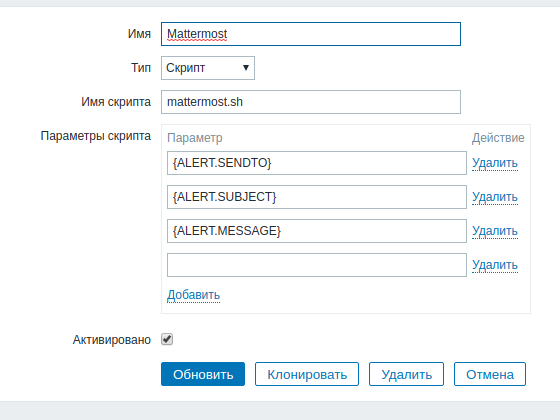 Имя Mattermost
Тип Скрипт
Имя скрипта mattermost.sh
Параметры скрипта Параметр Действие
{ALERT.SENDTO} Удалить
{ALERT.SUBJECT} Удалить
{ALERT.MESSAGE} Удалить
Удалить
Добавить
Активировано
Обновить Клонировать Удалить Отмена